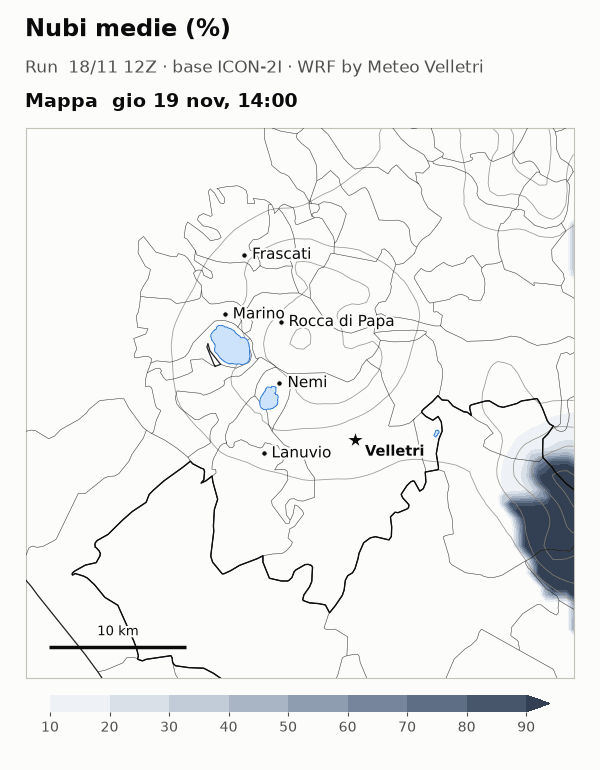 Nubi medie (%)
Run  18/11 12Z · base ICON-2I · WRF by Meteo Velletri
Mappa  gio 19 nov, 14:00
Frascati
Marino
Rocca di Papa
Nemi
Velletri
Lanuvio
10 km
10 20 30 40 50 60 70 80 90